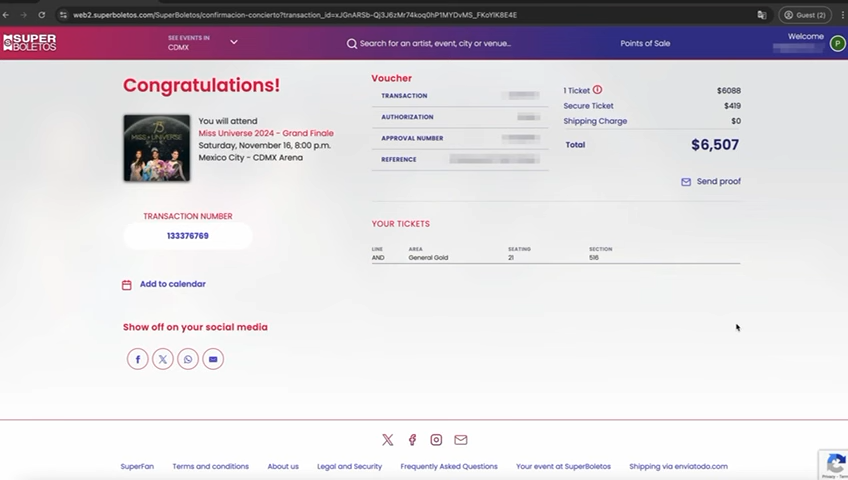 web2.superboletos.com/SuperBoletos/confirmacion-concierto?transaction_id=xJGnARSb-Qj3J6zMr74koq0hP1MYDvMS_FKoYlK8E4E
Guest (2)
SUPER
BOLETOS
SEE EVENTS IN
CDMX
Search for an artist, event, city or venue...
Points of Sale
Welcome
P
Congratulations!
You will attend
Miss Universe 2024 - Grand Finale
Saturday, November 16, 8:00 p.m.
Mexico City - CDMX Arena
MISS UNIVERSE
TRANSACTION NUMBER
133376769
Add to calendar
Show off on your social media
Voucher
TRANSACTION
AUTHORIZATION
APPROVAL NUMBER
REFERENCE
1 Ticket $6088
Secure Ticket $419
Shipping Charge $0
Total $6,507
Send proof
YOUR TICKETS
LINE AREA SEATING SECTION
AND General Gold 21 516
SuperFan Terms and conditions About us Legal and Security Frequently Asked Questions Your event at SuperBoletos Shipping via enviatodo.com